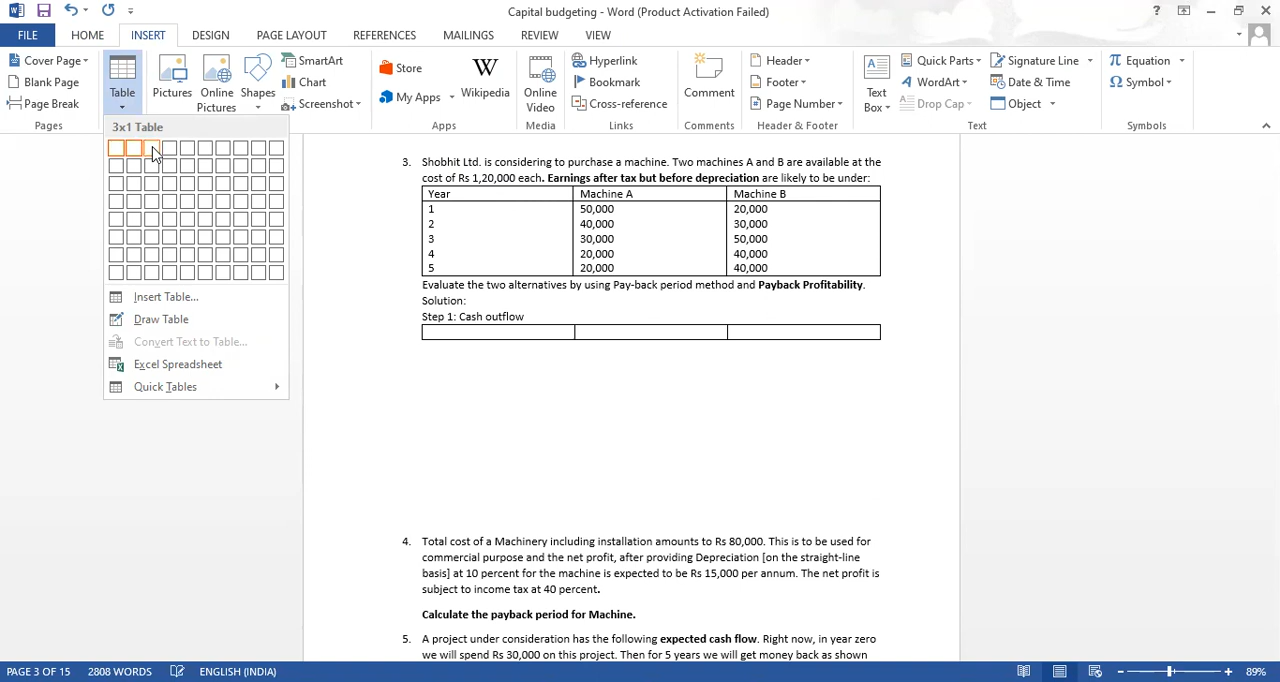 Capital budgeting - Word (Product Activation Failed)
FILE HOME INSERT DESIGN PAGE LAYOUT REFERENCES MAILINGS REVIEW VIEW
Cover Page
Blank Page
Page Break
Pages
Table
Pictures
Online Pictures
Shapes
SmartArt
Chart
Screenshot
Store
My Apps
Wikipedia
Apps
Online Video
Media
Hyperlink
Bookmark
Cross-reference
Links
Comment
Comments
Header
Footer
Page Number
Header & Footer
Text Box
Quick Parts
WordArt
Drop Cap
Signature Line
Date & Time
Object
Text
Equation
Symbol
Symbols
3x1 Table
Insert Table...
Draw Table
Convert Text to Table...
Excel Spreadsheet
Quick Tables
3. Shobhit Ltd. is considering to purchase a machine. Two machines A and B are available at the
cost of Rs 1,20,000 each. Earnings after tax but before depreciation are likely to be under:
Year Machine A Machine B
1 50,000 20,000
2 40,000 30,000
3 30,000 50,000
4 20,000 40,000
5 20,000 40,000
Evaluate the two alternatives by using Pay-back period method and Payback Profitability.
Solution:
Step 1: Cash outflow
4. Total cost of a Machinery including installation amounts to Rs 80,000. This is to be used for
commercial purpose and the net profit, after providing Depreciation [on the straight-line
basis] at 10 percent for the machine is expected to be Rs 15,000 per annum. The net profit is
subject to income tax at 40 percent.
Calculate the payback period for Machine.
5. A project under consideration has the following expected cash flow. Right now, in year zero
we will spend Rs 30,000 on this project. Then for 5 years we will get money back as shown
PAGE 3 OF 15 2808 WORDS ENGLISH (INDIA) 89%